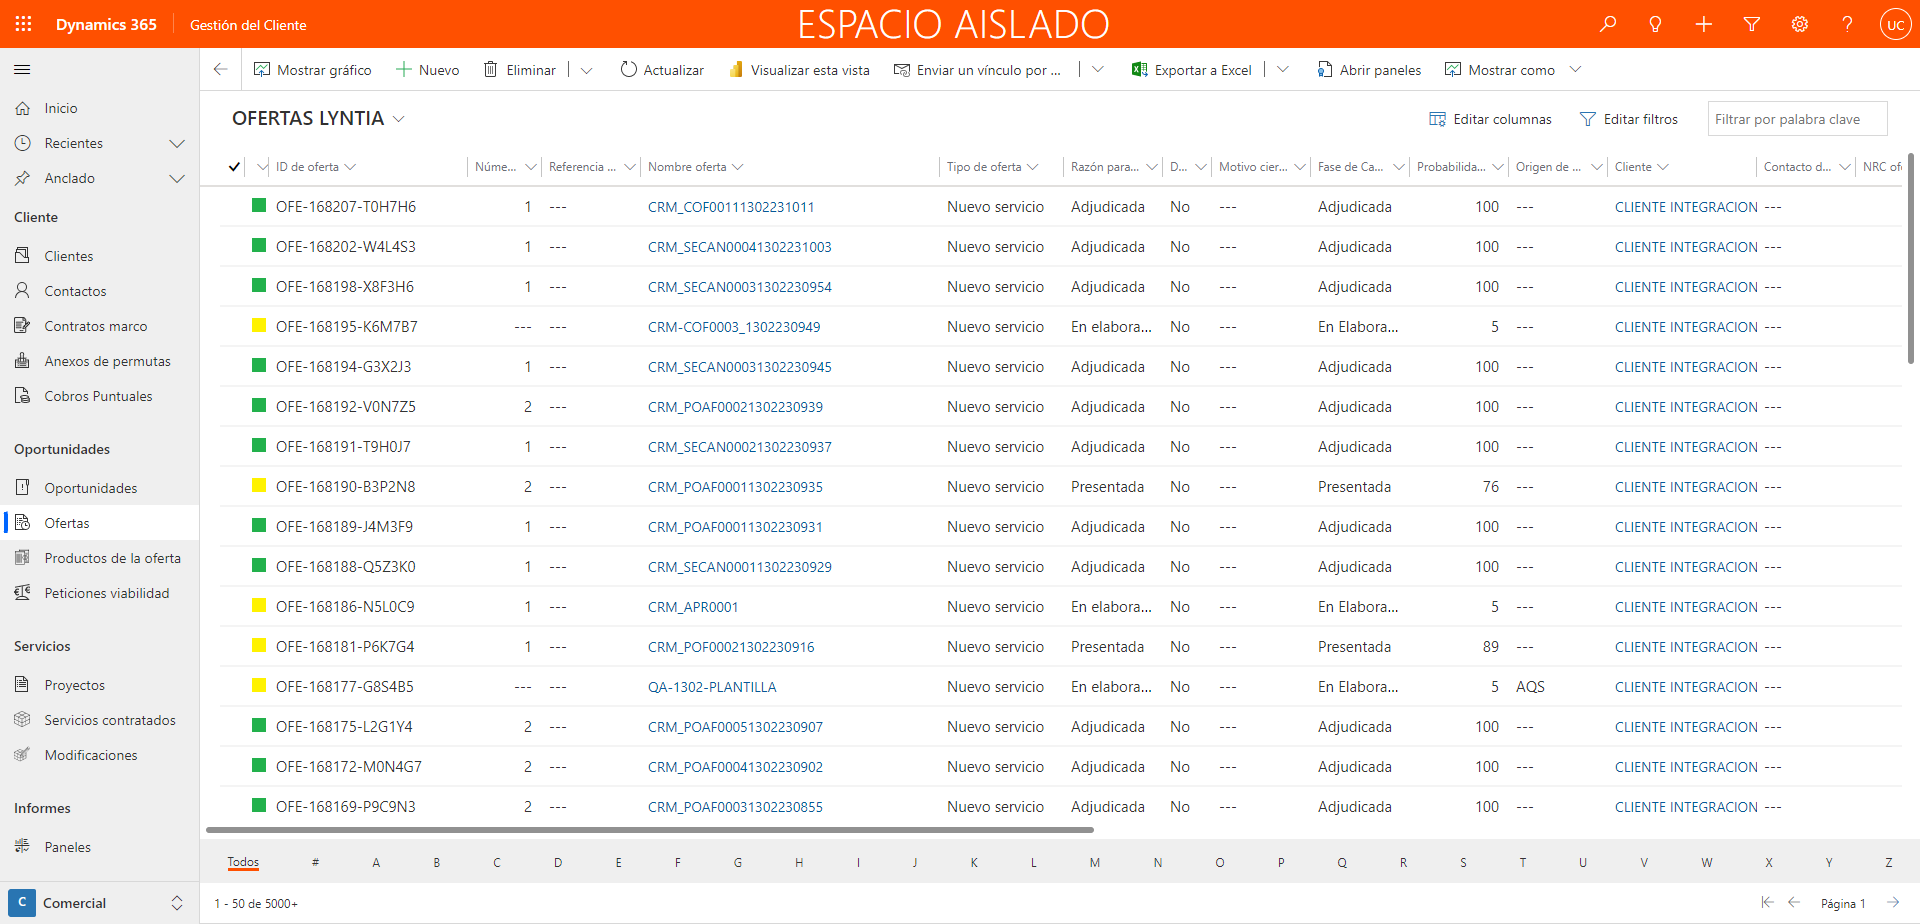 Dynamics 365 Gestión del Cliente ESPACIO AISLADO ? UC
Mostrar gráfico Nuevo Eliminar Actualizar Visualizar esta vista Enviar un vínculo por ... Exportar a Excel Abrir paneles Mostrar como
Inicio
Recientes
Anclado
Cliente
Clientes
Contactos
Contratos marco
Anexos de permutas
Cobros Puntuales
Oportunidades
Oportunidades
Ofertas
Productos de la oferta
Peticiones viabilidad
Servicios
Proyectos
Servicios contratados
Modificaciones
Informes
Paneles
C Comercial
OFERTAS LYNTIA Editar columnas Editar filtros Filtrar por palabra clave
ID de oferta Núme... Referencia ... Nombre oferta Tipo de oferta Razón para... D... Motivo cier... Fase de Ca... Probabilida... Origen de ... Cliente Contacto d... NRC of
OFE-168207-T0H7H6 1 --- CRM_COF00111302231011 Nuevo servicio Adjudicada No --- Adjudicada 100 --- CLIENTE INTEGRACION ---
OFE-168202-W4L4S3 1 --- CRM_SECAN00041302231003 Nuevo servicio Adjudicada No --- Adjudicada 100 --- CLIENTE INTEGRACION ---
OFE-168198-X8F3H6 1 --- CRM_SECAN00031302230954 Nuevo servicio Adjudicada No --- Adjudicada 100 --- CLIENTE INTEGRACION ---
OFE-168195-K6M7B7 --- --- CRM-COF0003_1302230949 Nuevo servicio En elabora... No --- En Elabora... 5 --- CLIENTE INTEGRACION ---
OFE-168194-G3X2J3 1 --- CRM_SECAN00031302230945 Nuevo servicio Adjudicada No --- Adjudicada 100 --- CLIENTE INTEGRACION ---
OFE-168192-V0N7Z5 2 --- CRM_POAF00021302230939 Nuevo servicio Adjudicada No --- Adjudicada 100 --- CLIENTE INTEGRACION ---
OFE-168191-T9H0J7 1 --- CRM_SECAN00021302230937 Nuevo servicio Adjudicada No --- Adjudicada 100 --- CLIENTE INTEGRACION ---
OFE-168190-B3P2N8 2 --- CRM_POAF00011302230935 Nuevo servicio Presentada No --- Presentada 76 --- CLIENTE INTEGRACION ---
OFE-168189-J4M3F9 1 --- CRM_POAF00011302230931 Nuevo servicio Adjudicada No --- Adjudicada 100 --- CLIENTE INTEGRACION ---
OFE-168188-Q5Z3K0 1 --- CRM_SECAN00011302230929 Nuevo servicio Adjudicada No --- Adjudicada 100 --- CLIENTE INTEGRACION ---
OFE-168186-N5L0C9 1 --- CRM_APR0001 Nuevo servicio En elabora... No --- En Elabora... 5 --- CLIENTE INTEGRACION ---
OFE-168181-P6K7G4 1 --- CRM_POF00021302230916 Nuevo servicio Presentada No --- Presentada 89 --- CLIENTE INTEGRACION ---
OFE-168177-G8S4B5 --- --- QA-1302-PLANTILLA Nuevo servicio En elabora... No --- En Elabora... 5 AQS CLIENTE INTEGRACION ---
OFE-168175-L2G1Y4 2 --- CRM_POAF00051302230907 Nuevo servicio Adjudicada No --- Adjudicada 100 --- CLIENTE INTEGRACION ---
OFE-168172-M0N4G7 2 --- CRM_POAF00041302230902 Nuevo servicio Adjudicada No --- Adjudicada 100 --- CLIENTE INTEGRACION ---
OFE-168169-P9C9N3 2 --- CRM_POAF00031302230855 Nuevo servicio Adjudicada No --- Adjudicada 100 --- CLIENTE INTEGRACION ---
Todos # A B C D E F G H I J K L M N O P Q R S T U V W X Y Z
1 - 50 de 5000+ Página 1